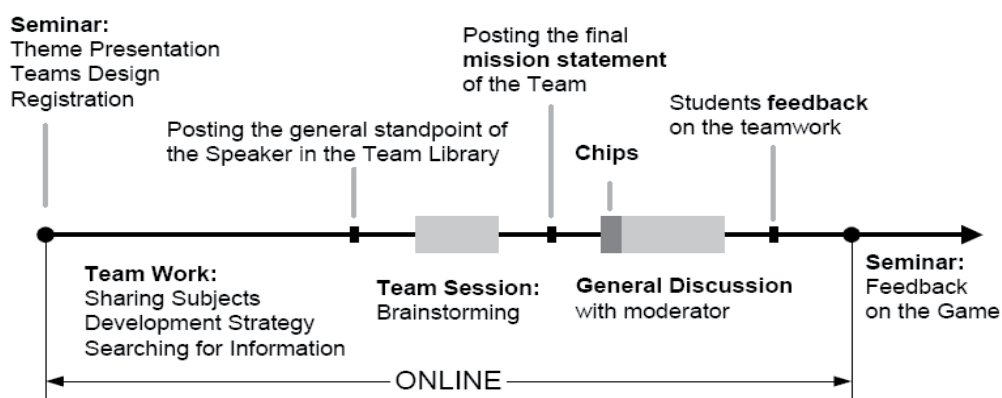 Seminar:
Theme Presentation
Teams Design
Registration
Posting the general standpoint of
the Speaker in the Team Library
Posting the final
mission statement
of the Team
Chips
Students feedback
on the teamwork
Team Work:
Sharing Subjects
Development Strategy
Searching for Information
Team Session:
Brainstorming
General Discussion
with moderator
Seminar:
Feedback
on the Game
ONLINE